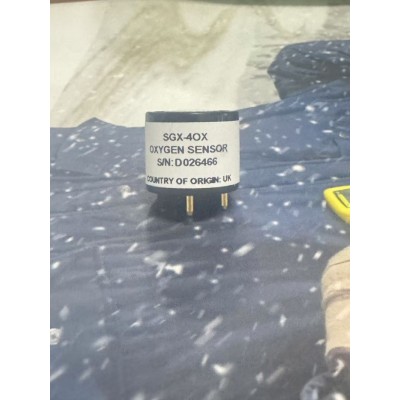 SGX-4OX
OXYGEN SENSOR
S/N: D026466
COUNTRY OF ORIGIN: UK